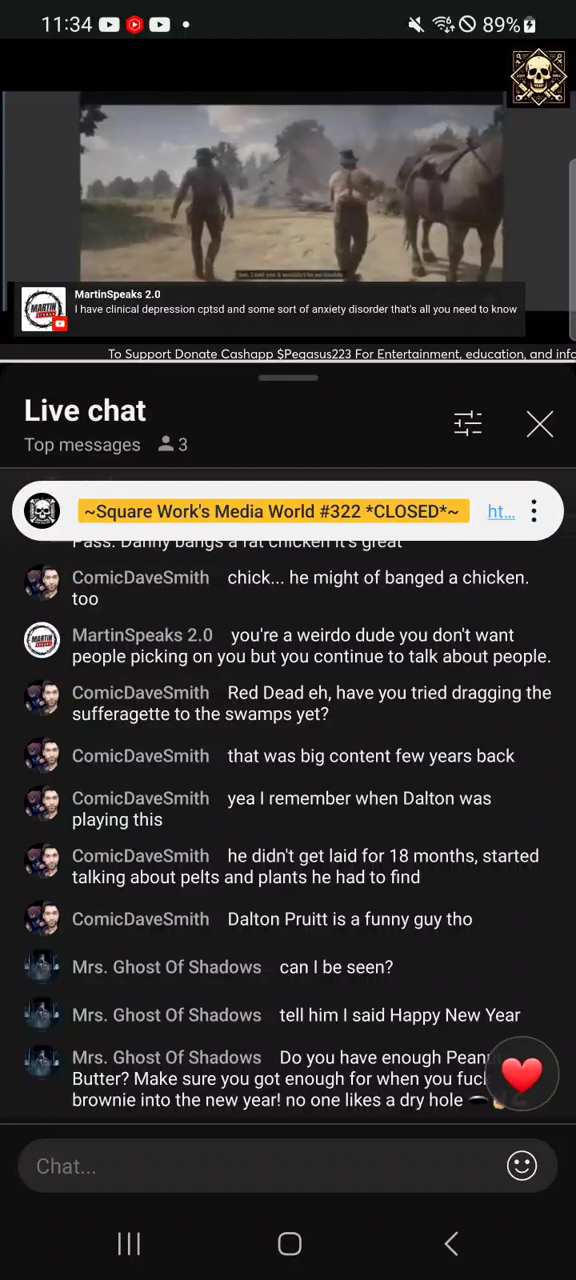 11:34
89%
MartinSpeaks 2.0
I have clinical depression cptsd and some sort of anxiety disorder that's all you need to know
To Support Donate Cashapp $Pegasus223 For Entertainment, education, and info
Live chat
Top messages 3
~Square Work's Media World #322 *CLOSED*~ ht...
Pass. Danny bangs a fat chicken it's great
ComicDaveSmith chick... he might of banged a chicken.
too
MartinSpeaks 2.0 you're a weirdo dude you don't want
people picking on you but you continue to talk about people.
ComicDaveSmith Red Dead eh, have you tried dragging the
sufferagette to the swamps yet?
ComicDaveSmith that was big content few years back
ComicDaveSmith yea I remember when Dalton was
playing this
ComicDaveSmith he didn't get laid for 18 months, started
talking about pelts and plants he had to find
ComicDaveSmith Dalton Pruitt is a funny guy tho
Mrs. Ghost Of Shadows can I be seen?
Mrs. Ghost Of Shadows tell him I said Happy New Year
Mrs. Ghost Of Shadows Do you have enough Pean
Butter? Make sure you got enough for when you fuc
brownie into the new year! no one likes a dry hole
Chat...